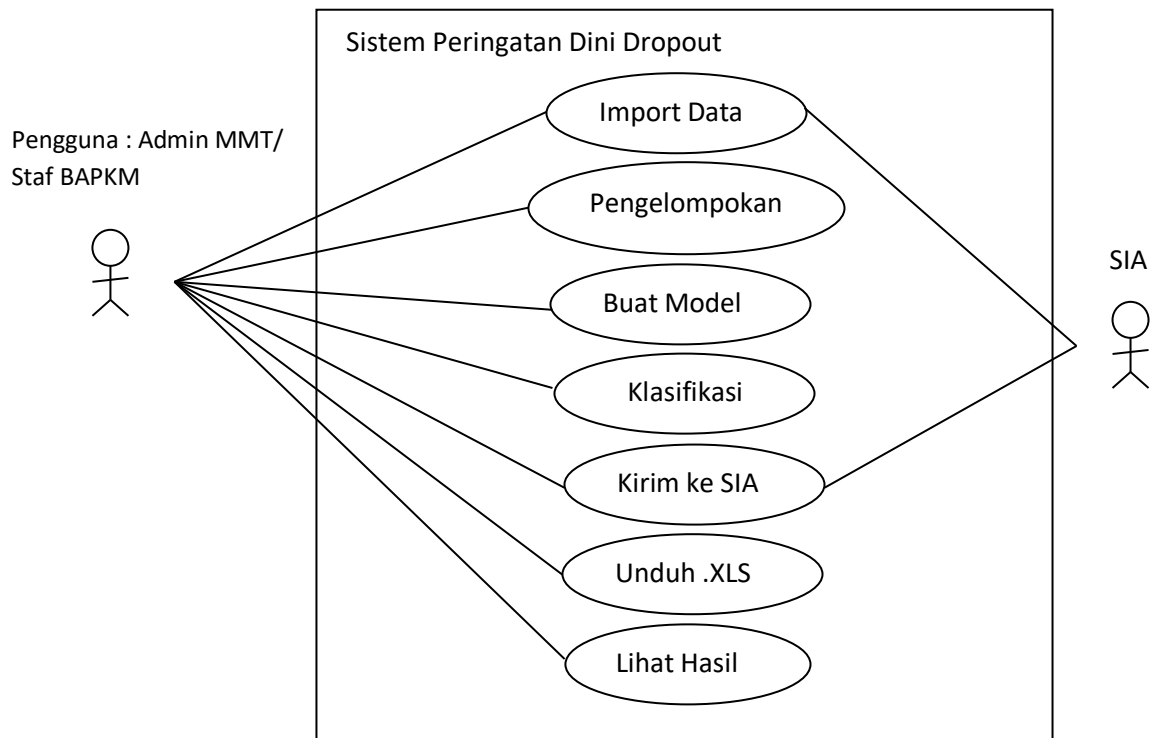 Sistem Peringatan Dini Dropout
Pengguna : Admin MMT/
Staf BAPKM
Import Data
Pengelompokan
Buat Model
Klasifikasi
Kirim ke SIA
Unduh .XLS
Lihat Hasil
SIA